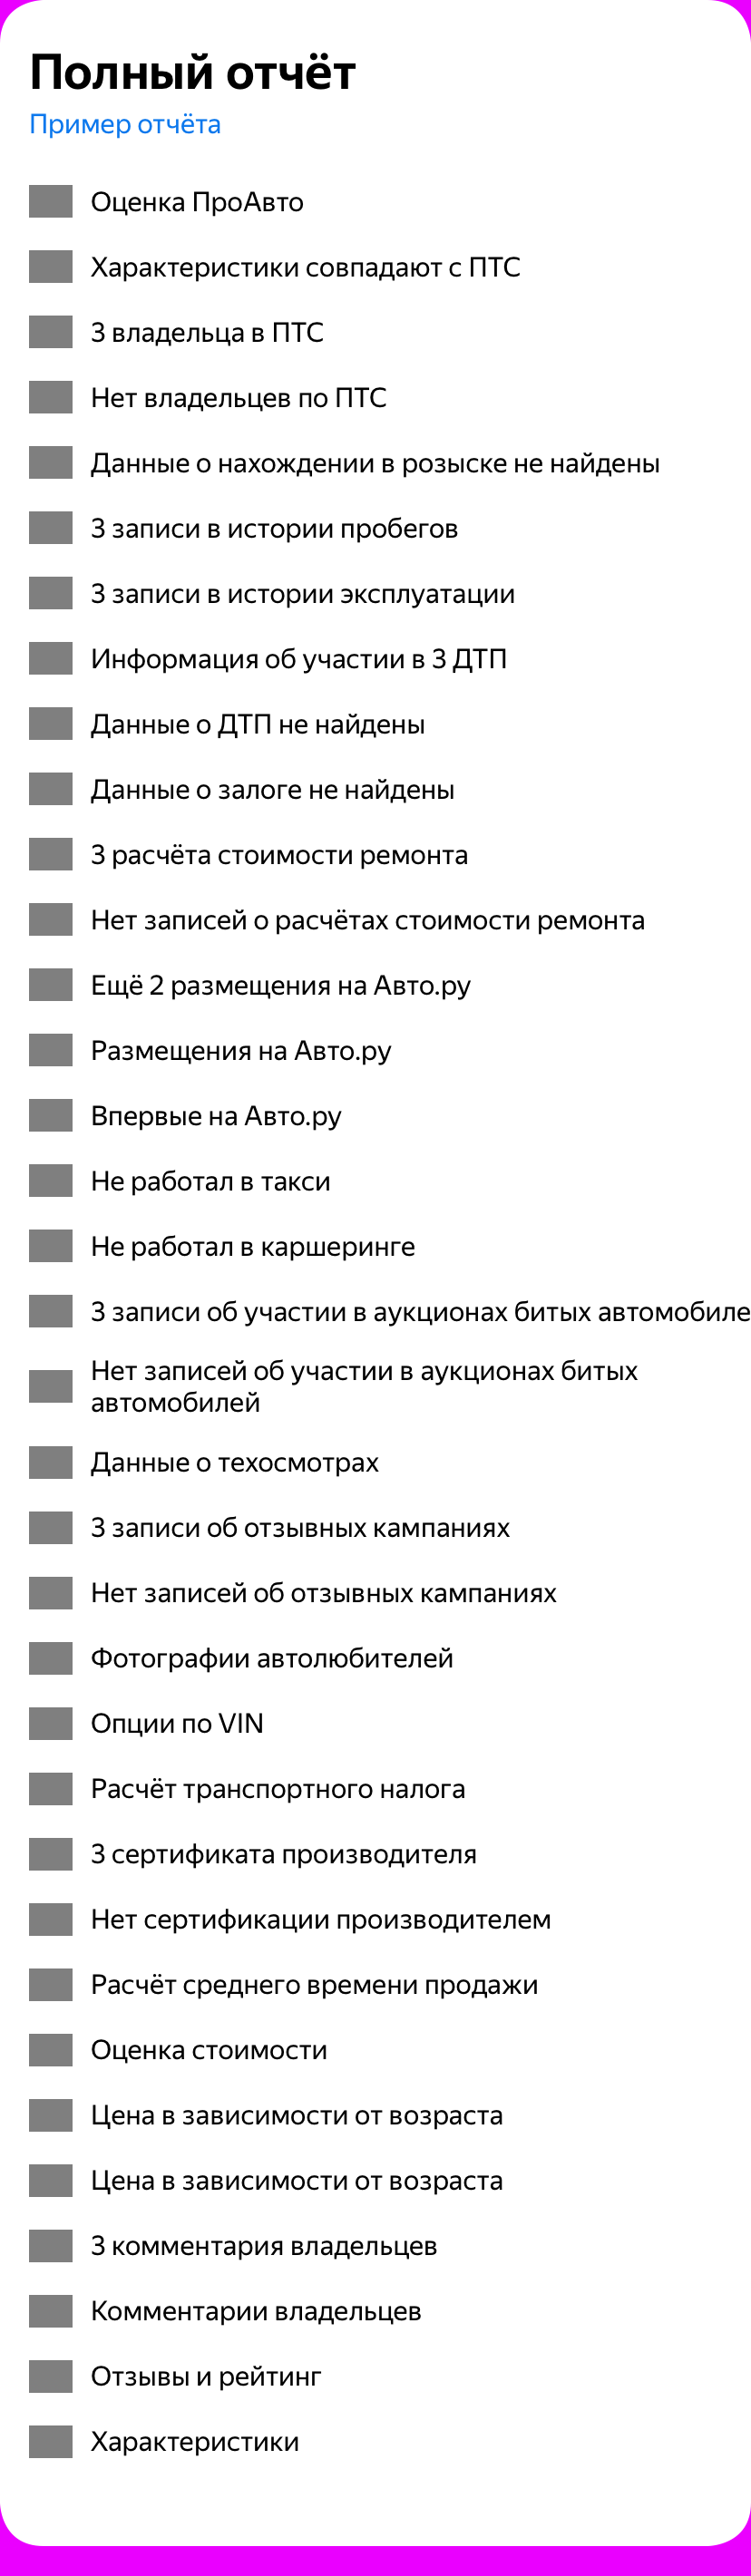 Полный отчёт
Пример отчёта
Оценка ПроАвто
Характеристики совпадают с ПТС
3 владельца в ПТС
Нет владельцев по ПТС
Данные о нахождении в розыске не найдены
3 записи в истории пробегов
3 записи в истории эксплуатации
Информация об участии в 3 ДТП
Данные о ДТП не найдены
Данные о залоге не найдены
3 расчёта стоимости ремонта
Нет записей о расчётах стоимости ремонта
Ещё 2 размещения на Авто.ру
Размещения на Авто.ру
Впервые на Авто.ру
Не работал в такси
Не работал в каршеринге
3 записи об участии в аукционах битых автомобиле
Нет записей об участии в аукционах битых
автомобилей
Данные о техосмотрах
3 записи об отзывных кампаниях
Нет записей об отзывных кампаниях
Фотографии автолюбителей
Опции по VIN
Расчёт транспортного налога
3 сертификата производителя
Нет сертификации производителем
Расчёт среднего времени продажи
Оценка стоимости
Цена в зависимости от возраста
Цена в зависимости от возраста
3 комментария владельцев
Комментарии владельцев
Отзывы и рейтинг
Характеристики